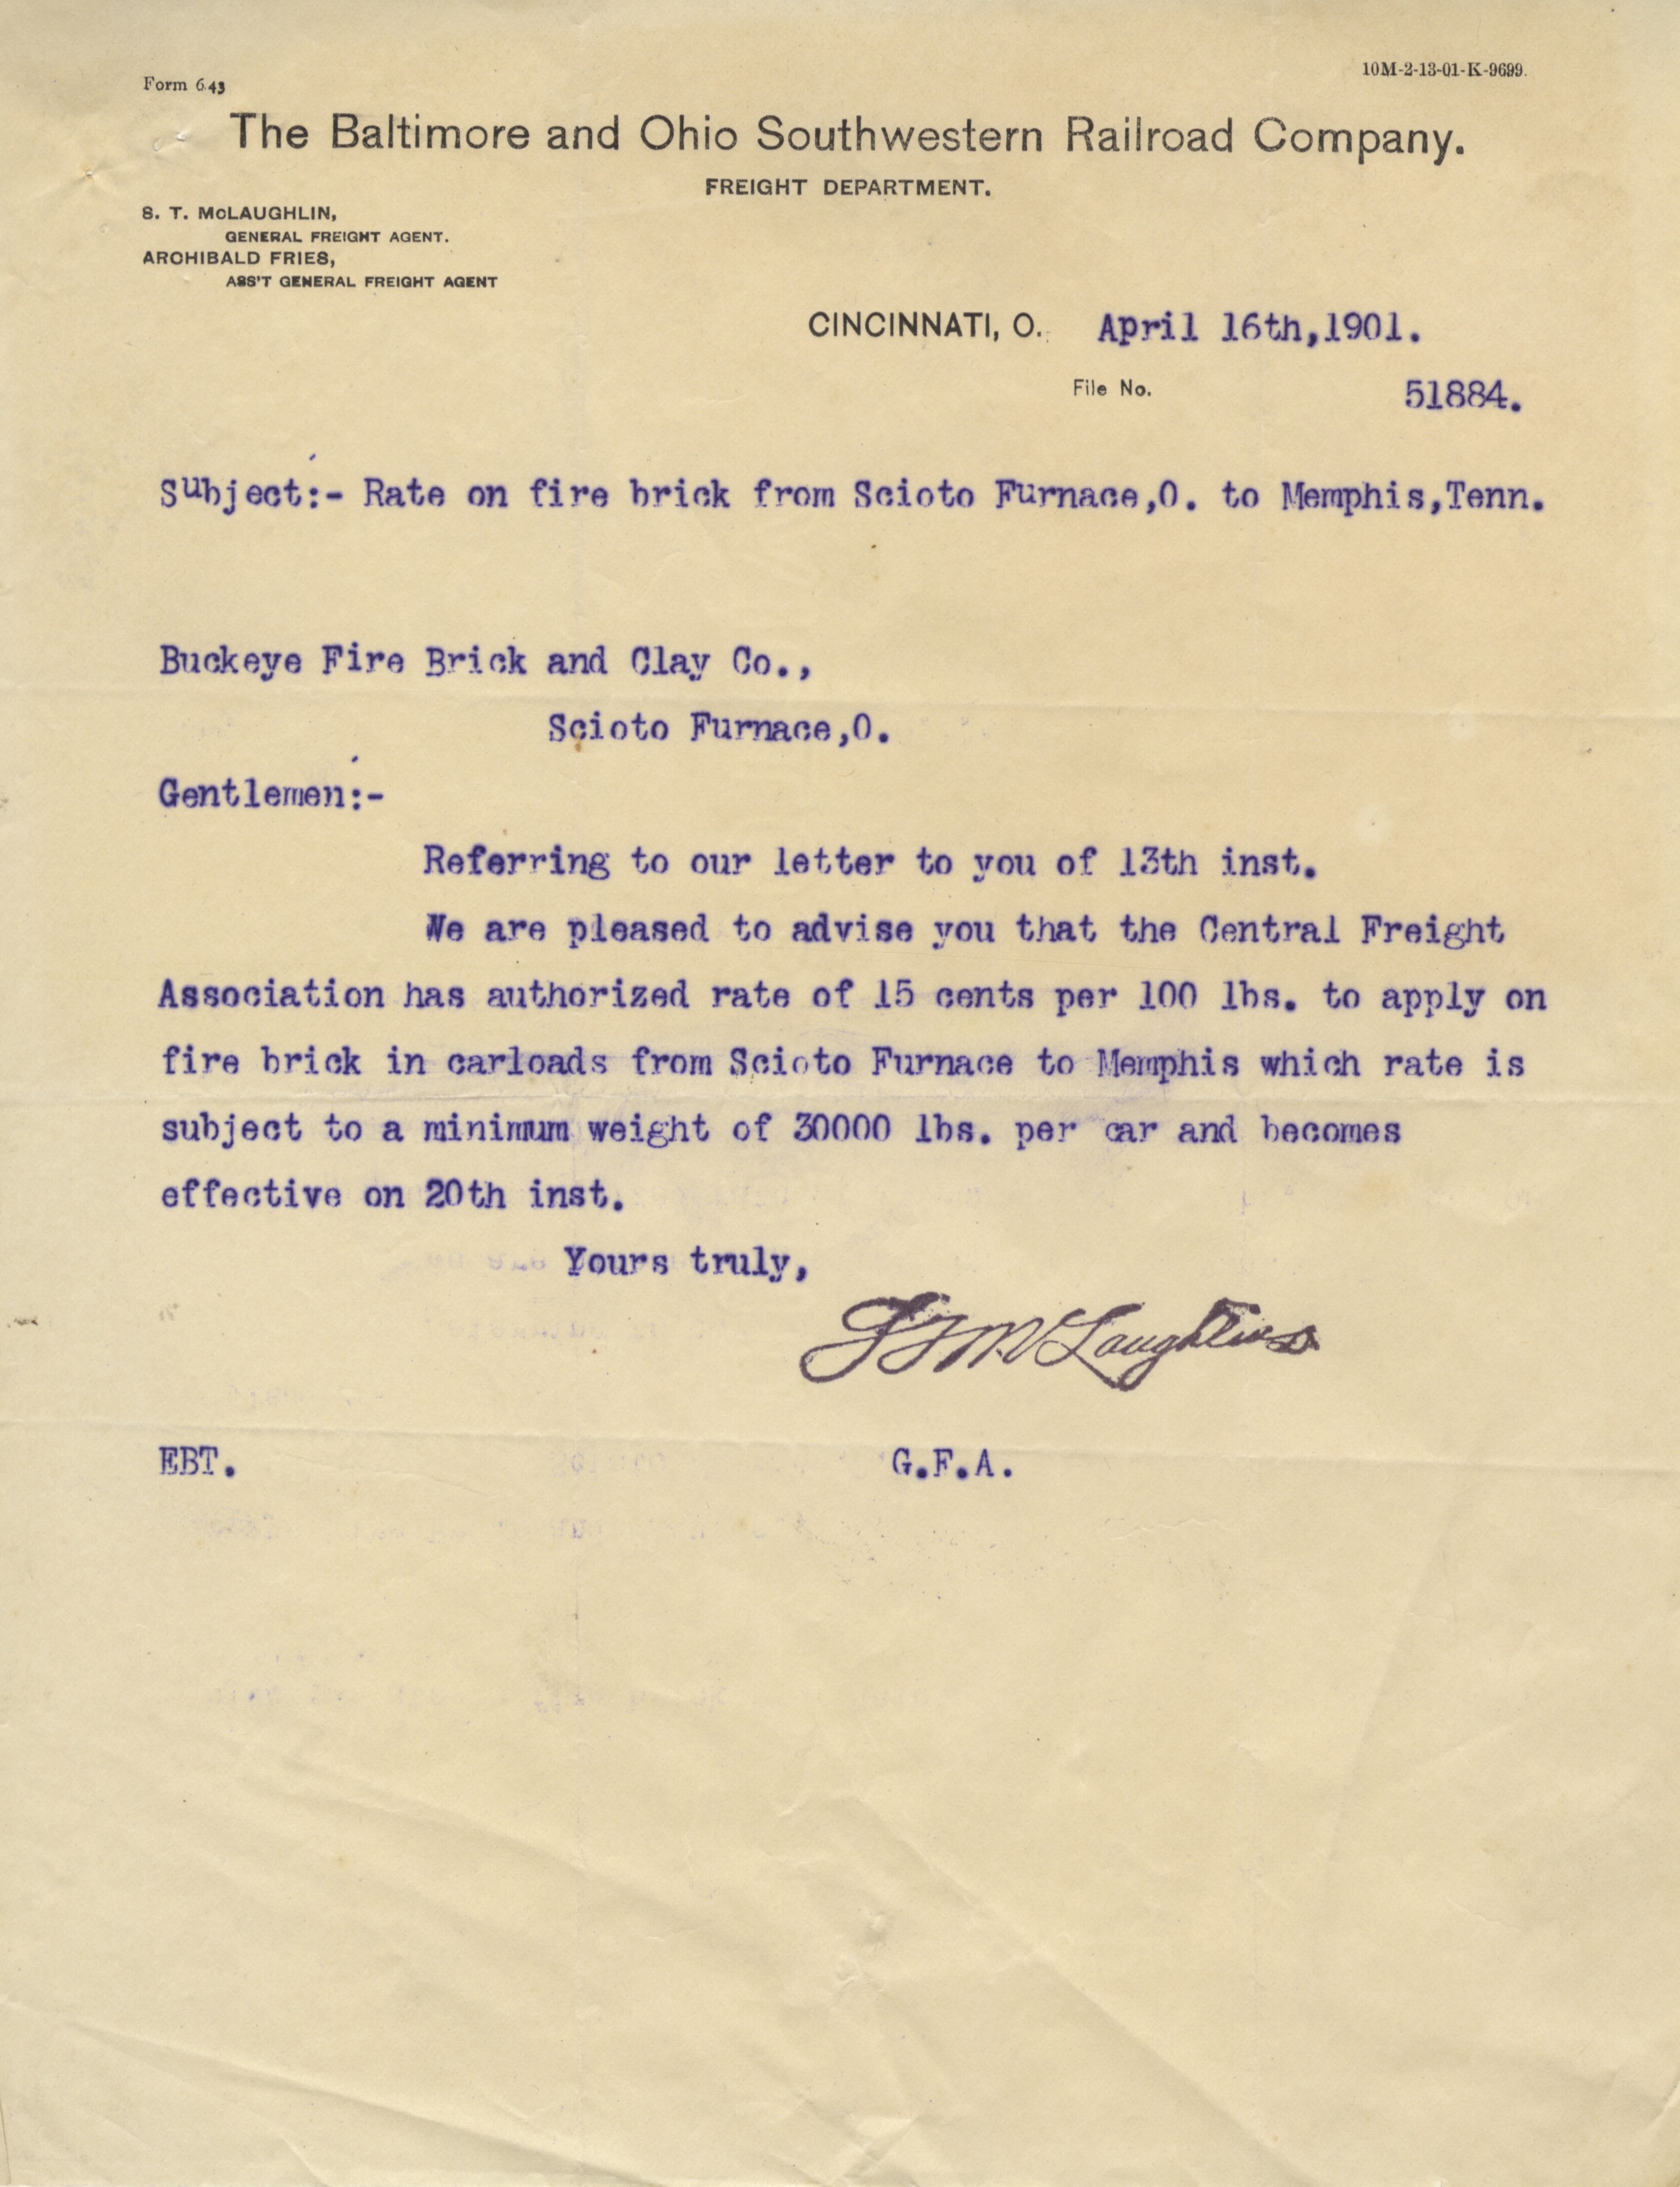 Form 643
10M-2-13-01-K-9699.
The Baltimore and Ohio Southwestern Railroad Company.
FREIGHT DEPARTMENT.
S. T. McLAUGHLIN,
GENERAL FREIGHT AGENT.
ARCHIBALD FRIES,
ASS'T GENERAL FREIGHT AGENT
CINCINNATI, O. April 16th,1901.
File No. 51884.
Subject:- Rate on fire brick from Scioto Furnace,O. to Memphis,Tenn.
Buckeye Fire Brick and Clay Co.,
Scioto Furnace,O.
Gentlemen:-
Referring to our letter to you of 13th inst.
We are pleased to advise you that the Central Freight
Association has authorized rate of 15 cents per 100 lbs. to apply on
fire brick in carloads from Scioto Furnace to Memphis which rate is
subject to a minimum weight of 30000 lbs. per car and becomes
effective on 20th inst.
Yours truly,
S T McLaughlin
EBT. G.F.A.